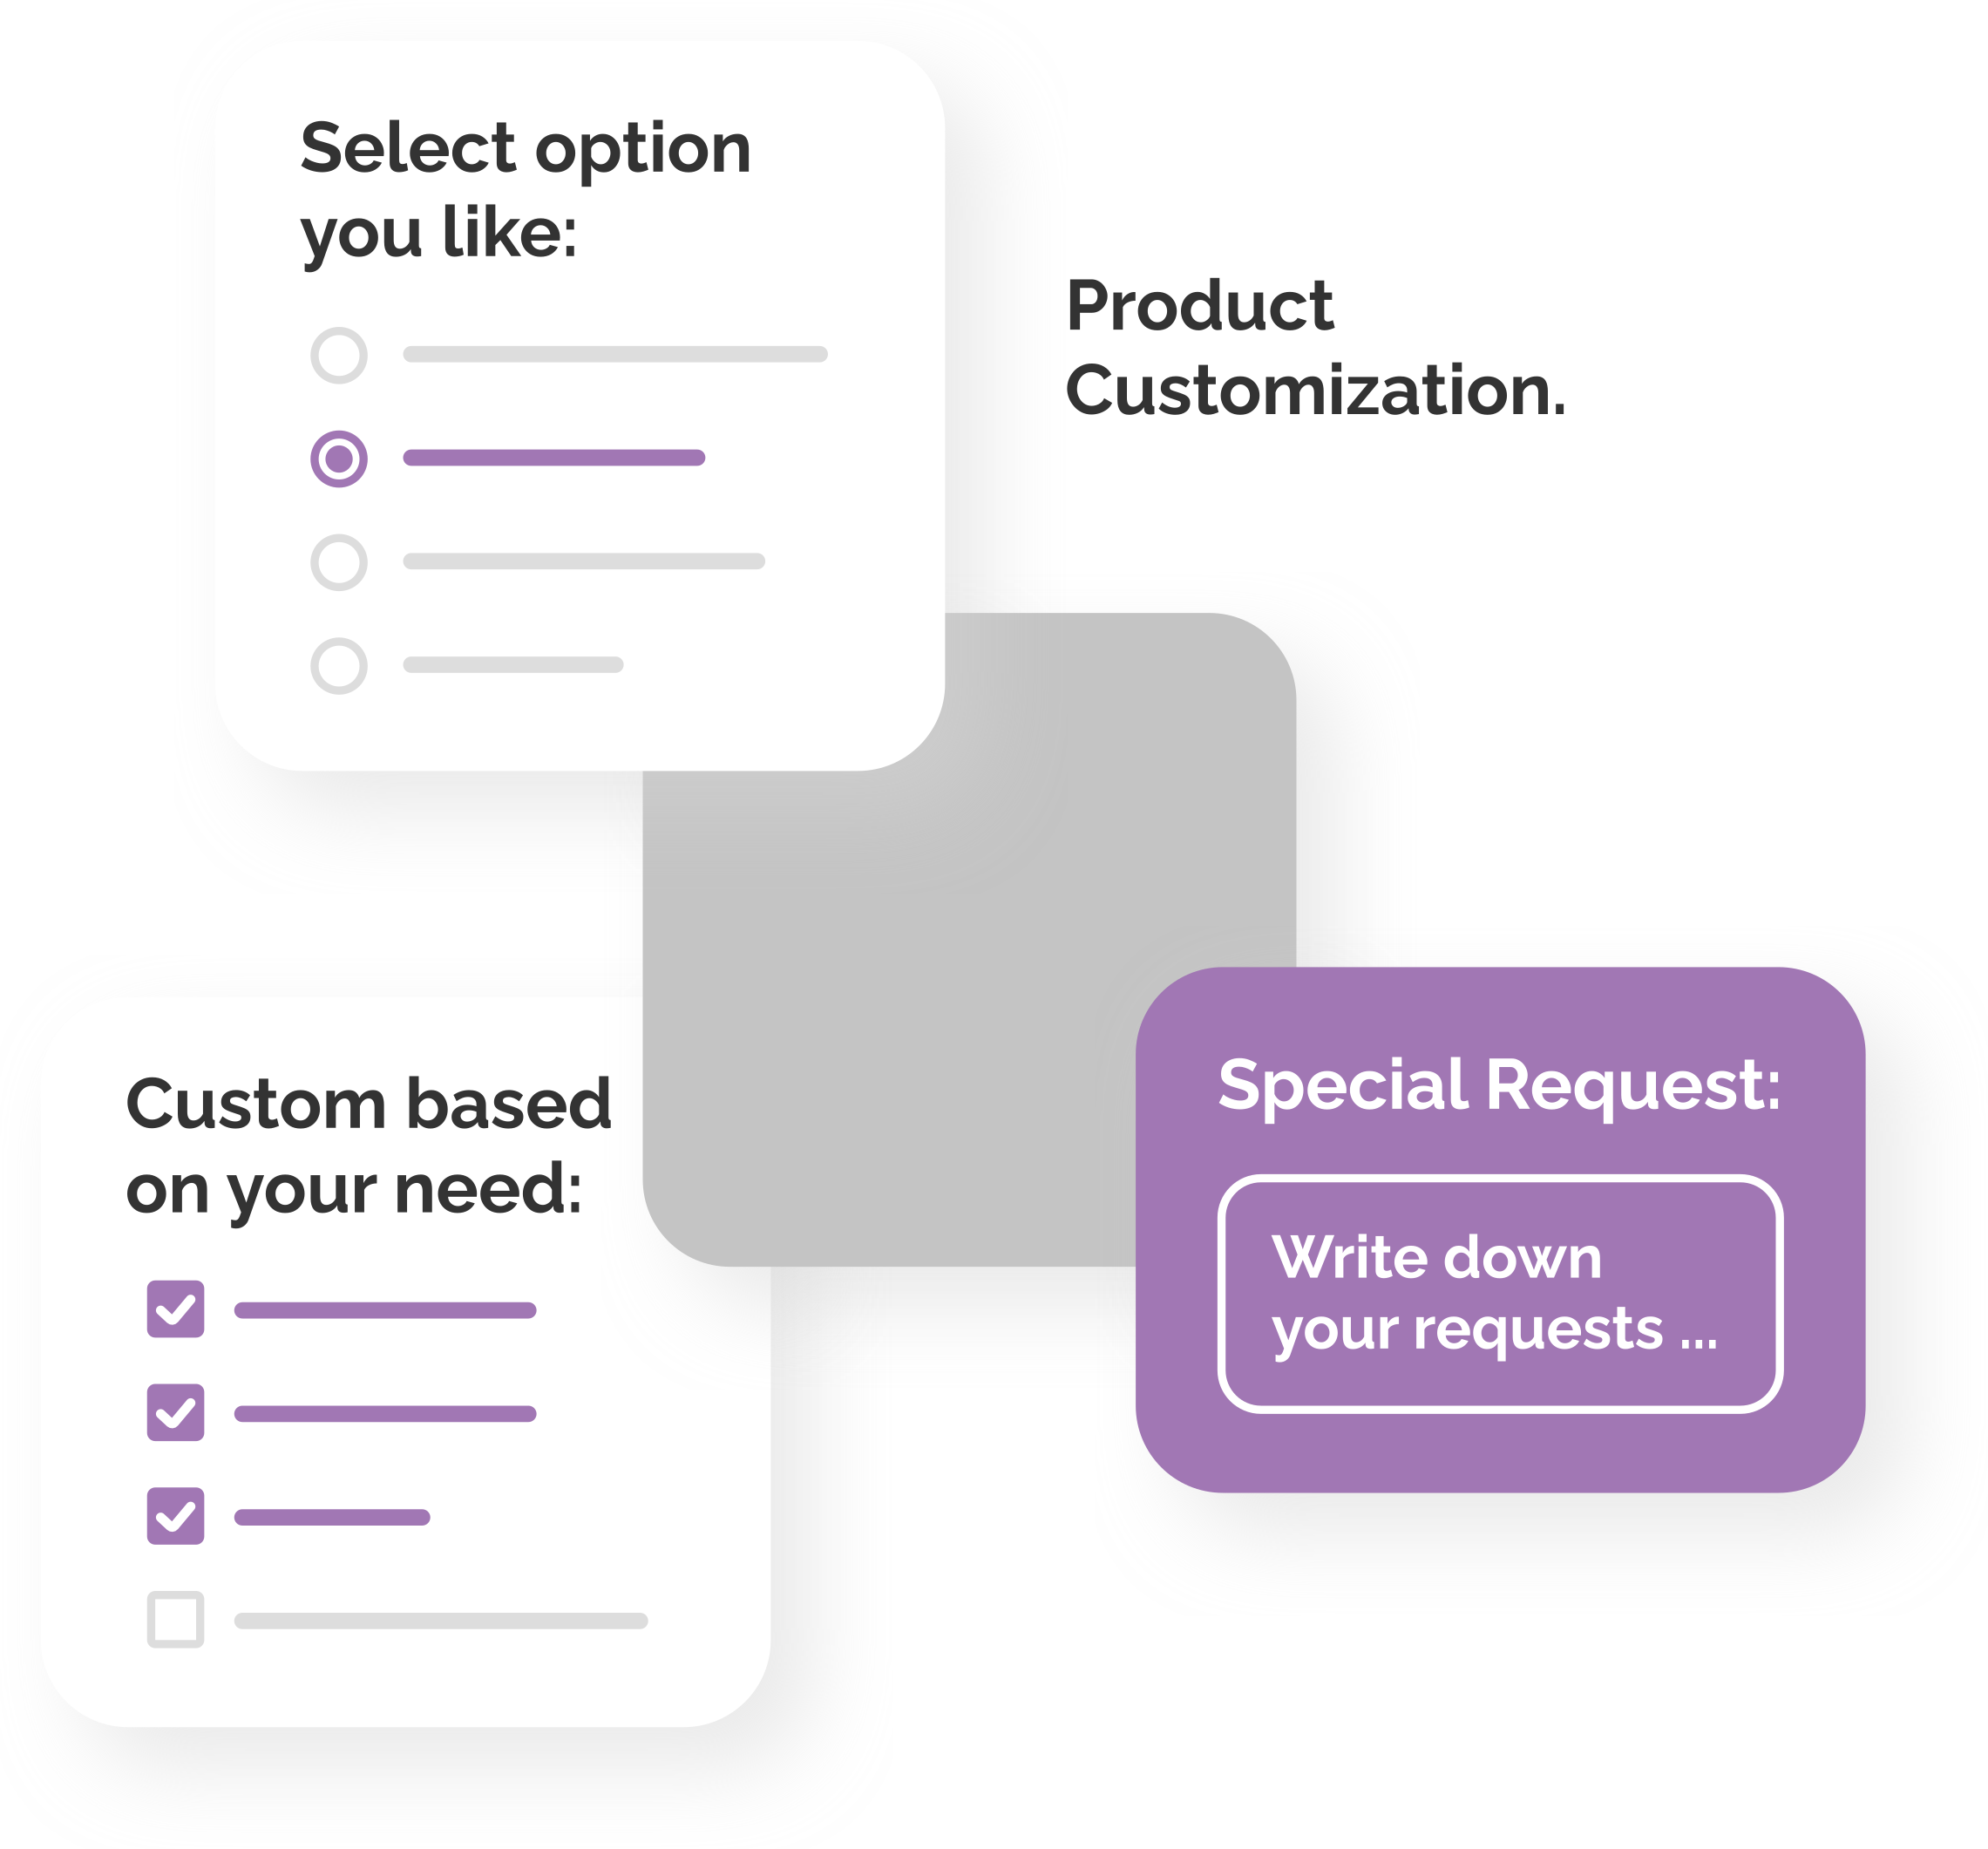 Select option
you like:
Product
Customization.
Custom based
on your need:
Special Request:
Write down
your requests ...